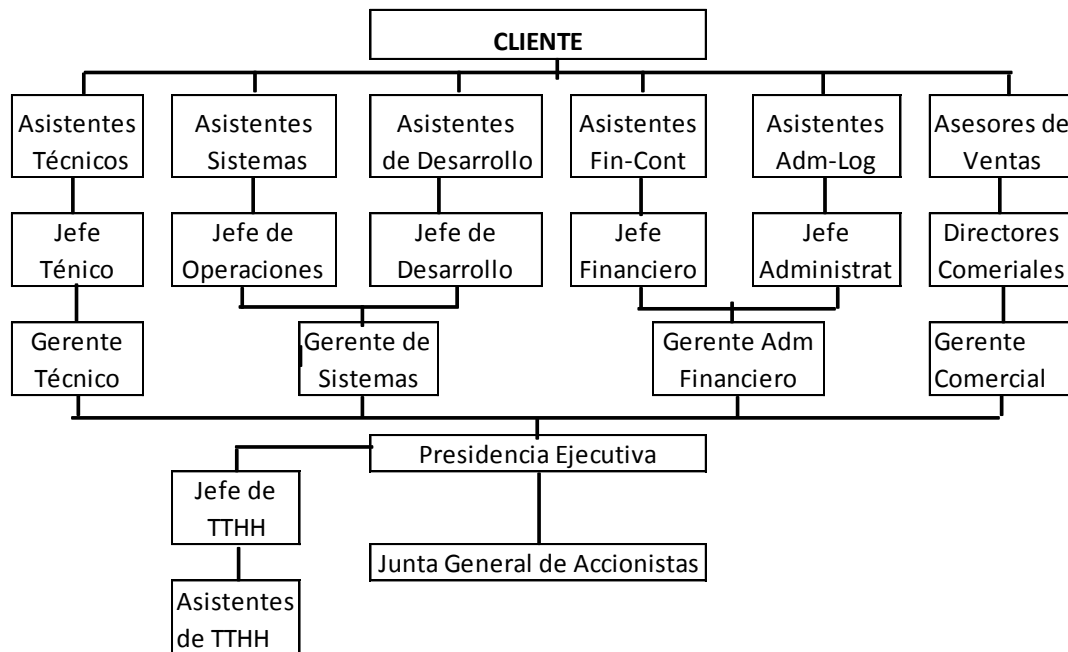 CLIENTE
Asistentes
Técnicos
Asistentes
Sistemas
Asistentes
de Desarrollo
Asistentes
Fin-Cont
Asistentes
Adm-Log
Asesores de
Ventas
Jefe
Ténico
Jefe de
Operaciones
Jefe de
Desarrollo
Jefe
Financiero
Jefe
Administrat
Directores
Comeriales
Gerente
Técnico
Gerente de
Sistemas
Gerente Adm
Financiero
Gerente
Comercial
Presidencia Ejecutiva
Jefe de
TTHH
Junta General de Accionistas
Asistentes
de TTHH